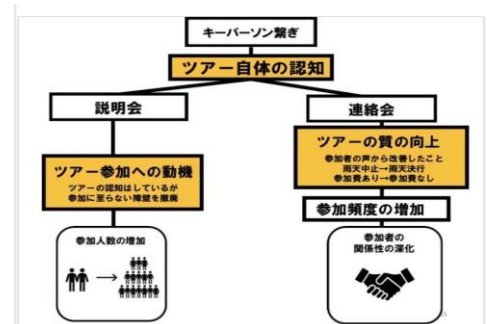 キーパーソン繋ぎ
ツアー自体の認知
説明会
ツアー参加への動機
ツアーの認知はしているが
参加に至らない障壁を撤廃
参加人数の増加
連絡会
ツアーの質の向上
参加者の声から改善したこと
雨天中止→雨天決行
参加費あり→参加費なし
参加頻度の増加
参加者の
関係性の深化